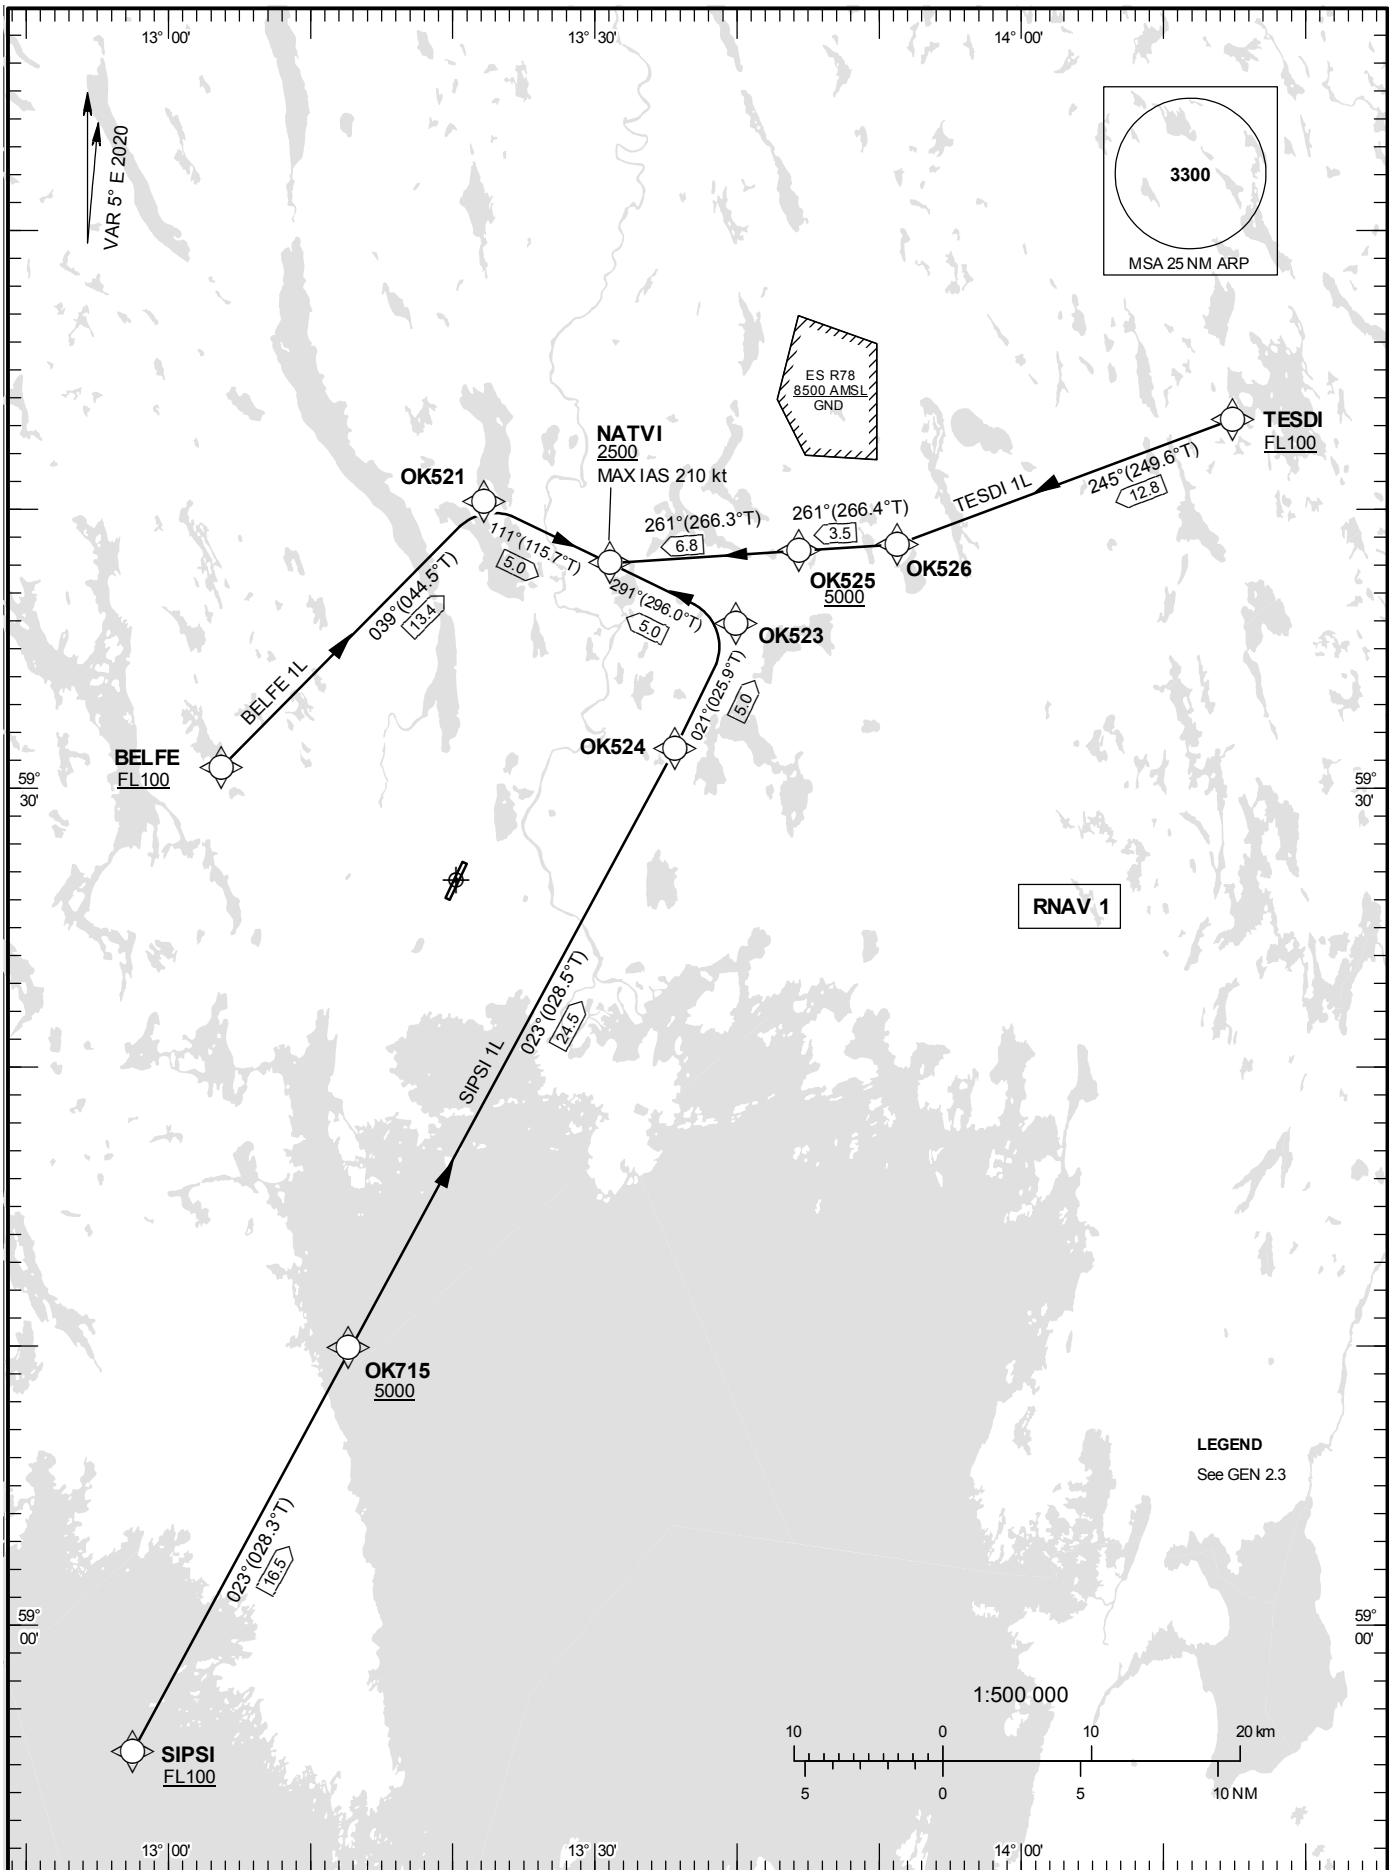 13° 00'
13° 30'
14° 00'
VAR 5° E 2020
3300
MSA 25 NM ARP
ES R78
8500 AMSL
GND
TESDI
FL100
NATVI
2500
MAX IAS 210 kt
OK521
245°(249.6°T)
12.8
TESDI 1L
261°(266.4°T)
3.5
261°(266.3°T)
6.8
111°(115.7°T)
5.0
OK526
OK525
5000
039°(044.5°T)
13.4
291°(296.0°T)
5.0
OK523
BELFE 1L
021°(025.9°T)
5.0
OK524
BELFE
FL100
59°
30'
59°
30'
RNAV 1
023°(028.5°T)
24.5
SIPSI 1L
OK715
5000
LEGEND
See GEN 2.3
023°(028.3°T)
16.5
59°
00'
59°
00'
1:500 000
10 0 10 20 km
5 0 5 10 NM
SIPSI
FL100
13° 00'
13° 30'
14° 00'